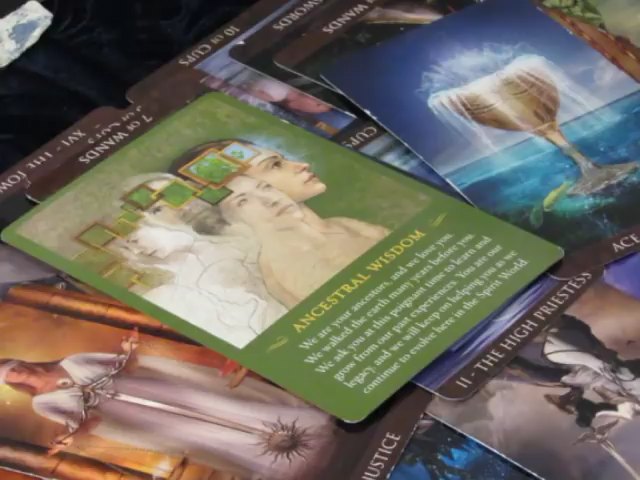 10 OF CUPS
SWORDS
WANDS
7 OF WANDS
XVI - THE TOW
CUPS
ACE
ANCESTRAL WISDOM
We are your ancestors, and we love you.
We walked the earth many years before you.
We ask you at this poignant time to learn and
grow from our past experiences. You are our
legacy, and we will keep on helping you as we
continue to evolve here in the Spirit World.
II - THE HIGH PRIESTESS
JUSTICE